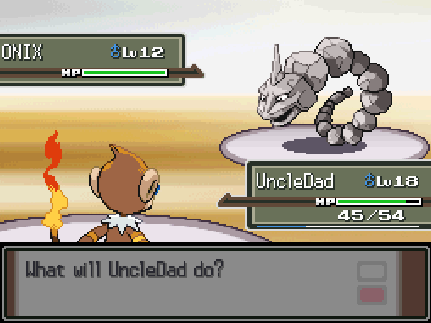 ONIX ♂Lv12
HP
UncleDad ♂Lv18
HP
45/54
What will UncleDad do?